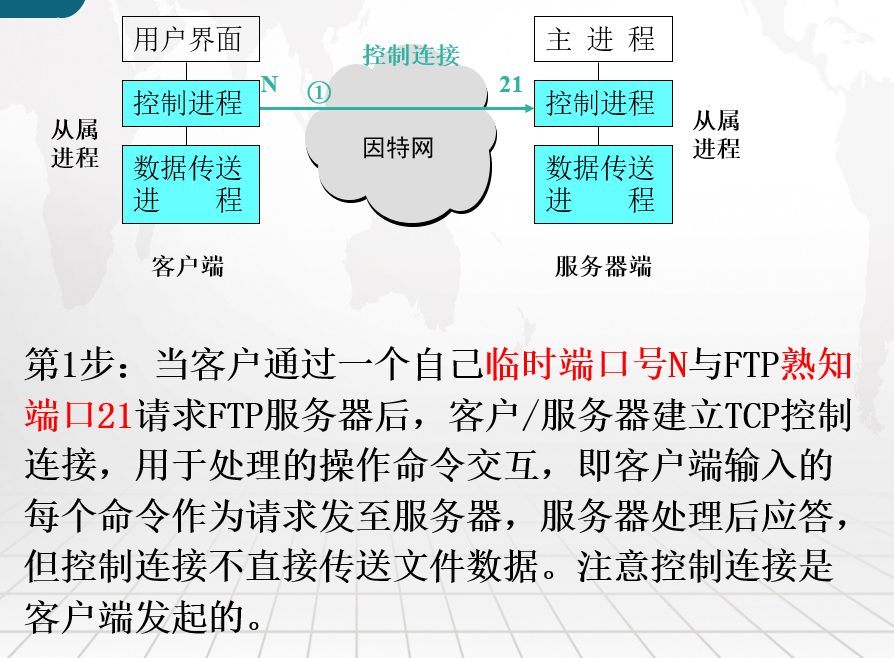 用户界面
控制连接
主 进 程
N
①
21
控制进程
控制进程
从属
进程
因特网
从属
进程
数据传送
进 程
数据传送
进 程
客户端
服务器端
第1步：当客户通过一个自己临时端口号N与FTP熟知
端口21请求FTP服务器后，客户/服务器建立TCP控制
连接，用于处理的操作命令交互，即客户端输入的
每个命令作为请求发至服务器，服务器处理后应答，
但控制连接不直接传送文件数据。注意控制连接是
客户端发起的。